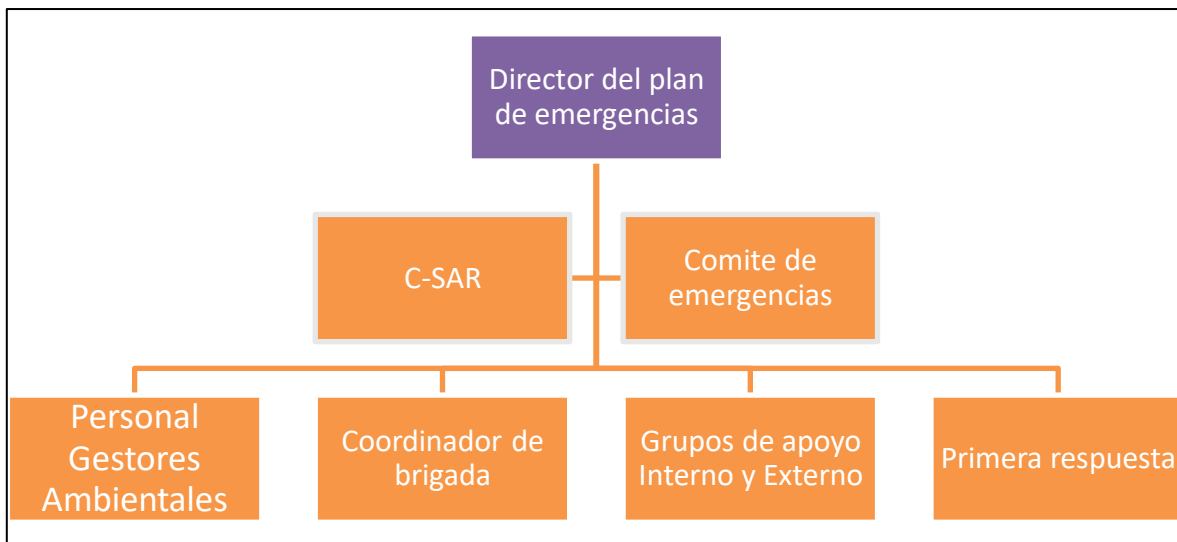 Director del plan
de emergencias
C-SAR
Comite de
emergencias
Personal
Gestores
Ambientales
Coordinador de
brigada
Grupos de apoyo
Interno y Externo
Primera respuesta